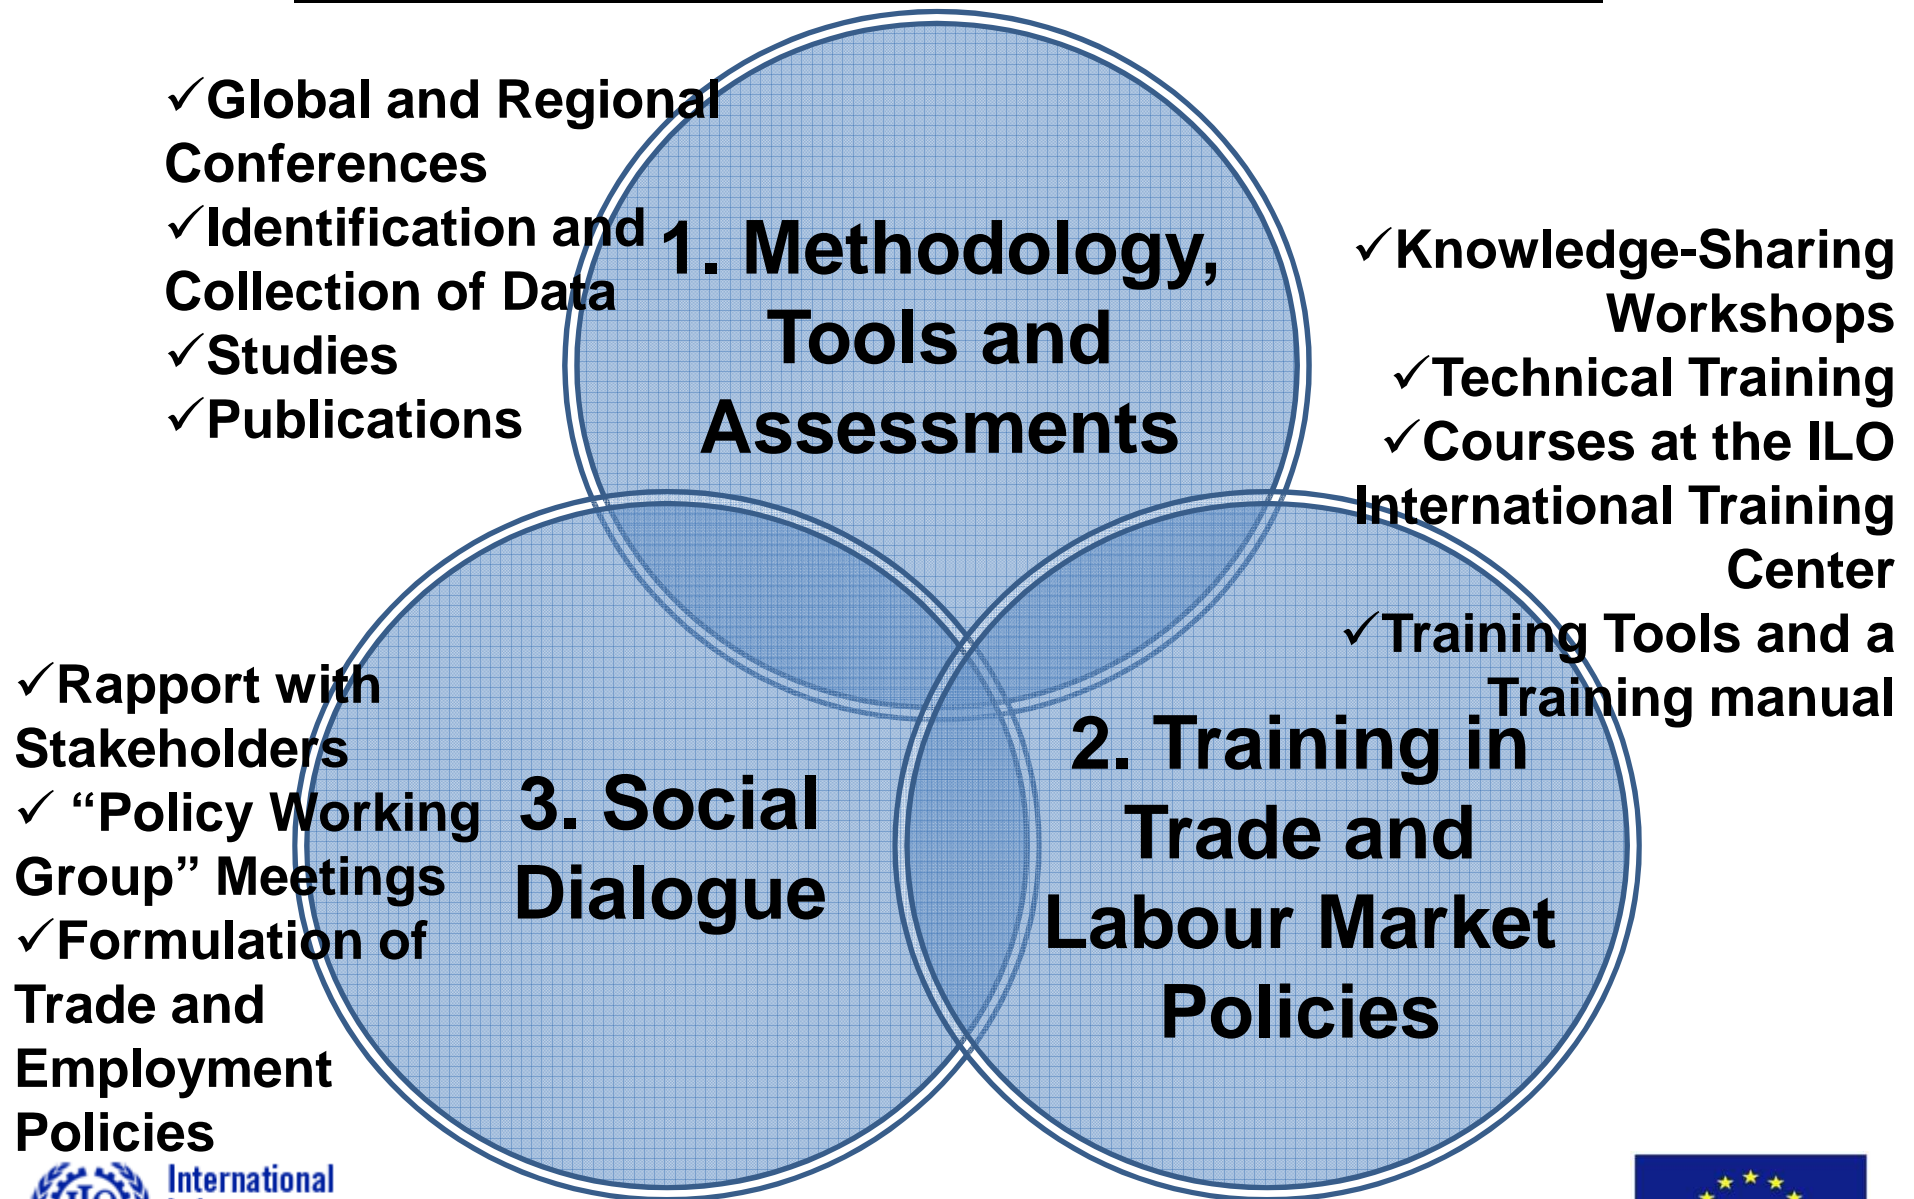 ✓Global and Regional
Conferences
✓Identification and
Collection of Data
✓Studies
✓Publications
1. Methodology,
Tools and
Assessments
✓Knowledge-Sharing
Workshops
✓Technical Training
✓Courses at the ILO
International Training
Center
✓Training Tools and a
Training manual
2. Training in
Trade and
Labour Market
Policies
✓Rapport with
Stakeholders
✓ “Policy Working
Group” Meetings
✓Formulation of
Trade and
Employment
Policies
3. Social
Dialogue
International